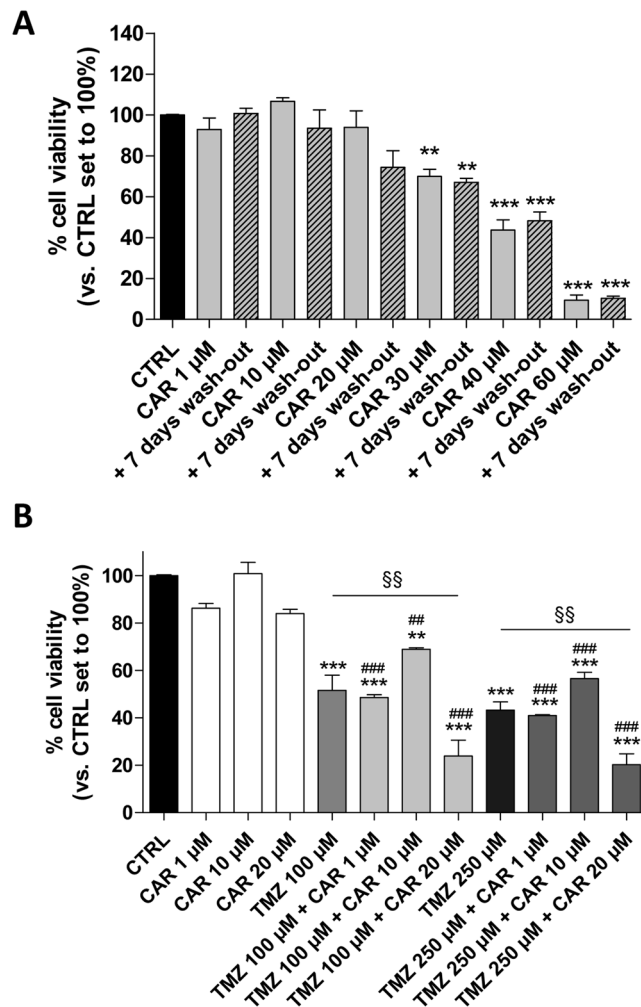 A
% cell viability
(vs. CTRL set to 100%)
140
120
100
80
60
40
20
0
**
**
***
***
***
***
CTRL
CAR 1 µM
+ 7 days wash-out
CAR 10 µM
+ 7 days wash-out
CAR 20 µM
+ 7 days wash-out
CAR 30 µM
+ 7 days wash-out
CAR 40 µM
+ 7 days wash-out
CAR 60 µM
+ 7 days wash-out
B
% cell viability
(vs. CTRL set to 100%)
100
80
60
40
20
0
§§
§§
***
###
***
##
**
###
***
***
###
***
###
***
###
***
CTRL
CAR 1 µM
CAR 10 µM
CAR 20 µM
TMZ 100 µM
TMZ 100 µM + CAR 1 µM
TMZ 100 µM + CAR 10 µM
TMZ 100 µM + CAR 20 µM
TMZ 250 µM
TMZ 250 µM + CAR 1 µM
TMZ 250 µM + CAR 10 µM
TMZ 250 µM + CAR 20 µM